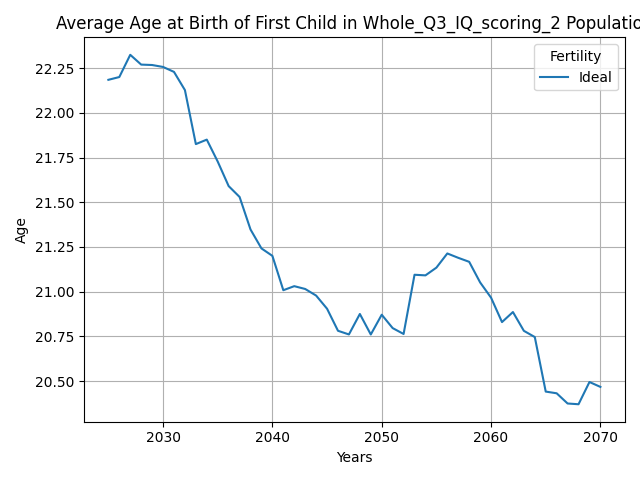 Average Age at Birth of First Child in Whole_Q3_IQ_scoring_2 Populatio
Fertility
Ideal
22.25
22.00
21.75
21.50
21.25
21.00
20.75
20.50
Age
2030 2040 2050 2060 2070
Years